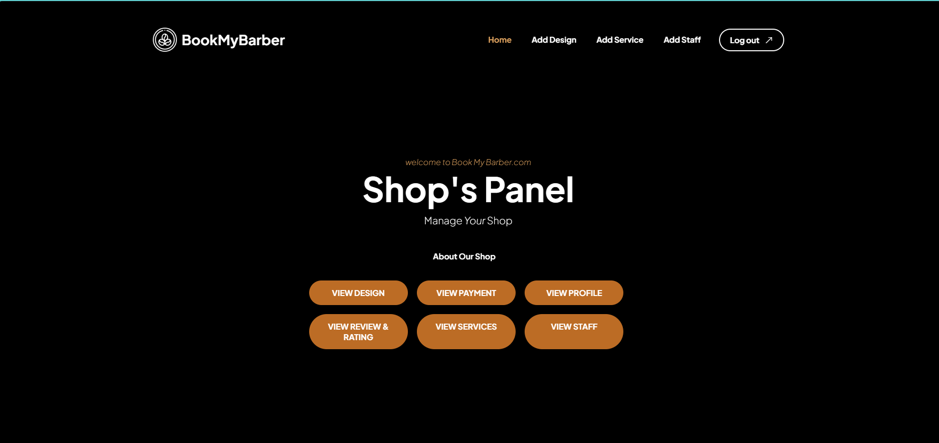 BookMyBarber
Home Add Design Add Service Add Staff Log out
welcome to Book My Barber.com
Shop's Panel
Manage Your Shop
About Our Shop
VIEW DESIGN VIEW PAYMENT VIEW PROFILE
VIEW REVIEW &
RATING
VIEW SERVICES
VIEW STAFF